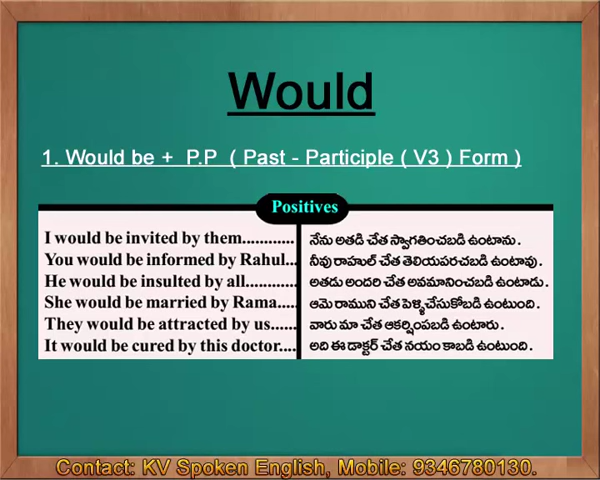 Would
1. Would be + P.P ( Past - Participle ( V3 ) Form )
Positives
I would be invited by them............ నేను అతడి చేత స్వాగతించబడి ఉంటాను.
You would be informed by Rahul... నీవు రాహుల్ చేత తెలియపరచబడి ఉంటావు.
He would be insulted by all............ అతడు అందరి చేత అవమానించబడి ఉంటాడు.
She would be married by Rama.... ఆమె రాముని చేత పెళ్ళిచేసుకోబడి ఉంటుంది.
They would be attracted by us...... వారు మా చేత ఆకర్షింపబడి ఉంటారు.
It would be cured by this doctor.... అది ఈ డాక్టర్ చేత నయం కాబడి ఉంటుంది.
Contact: KV Spoken English, Mobile: 9346780130.